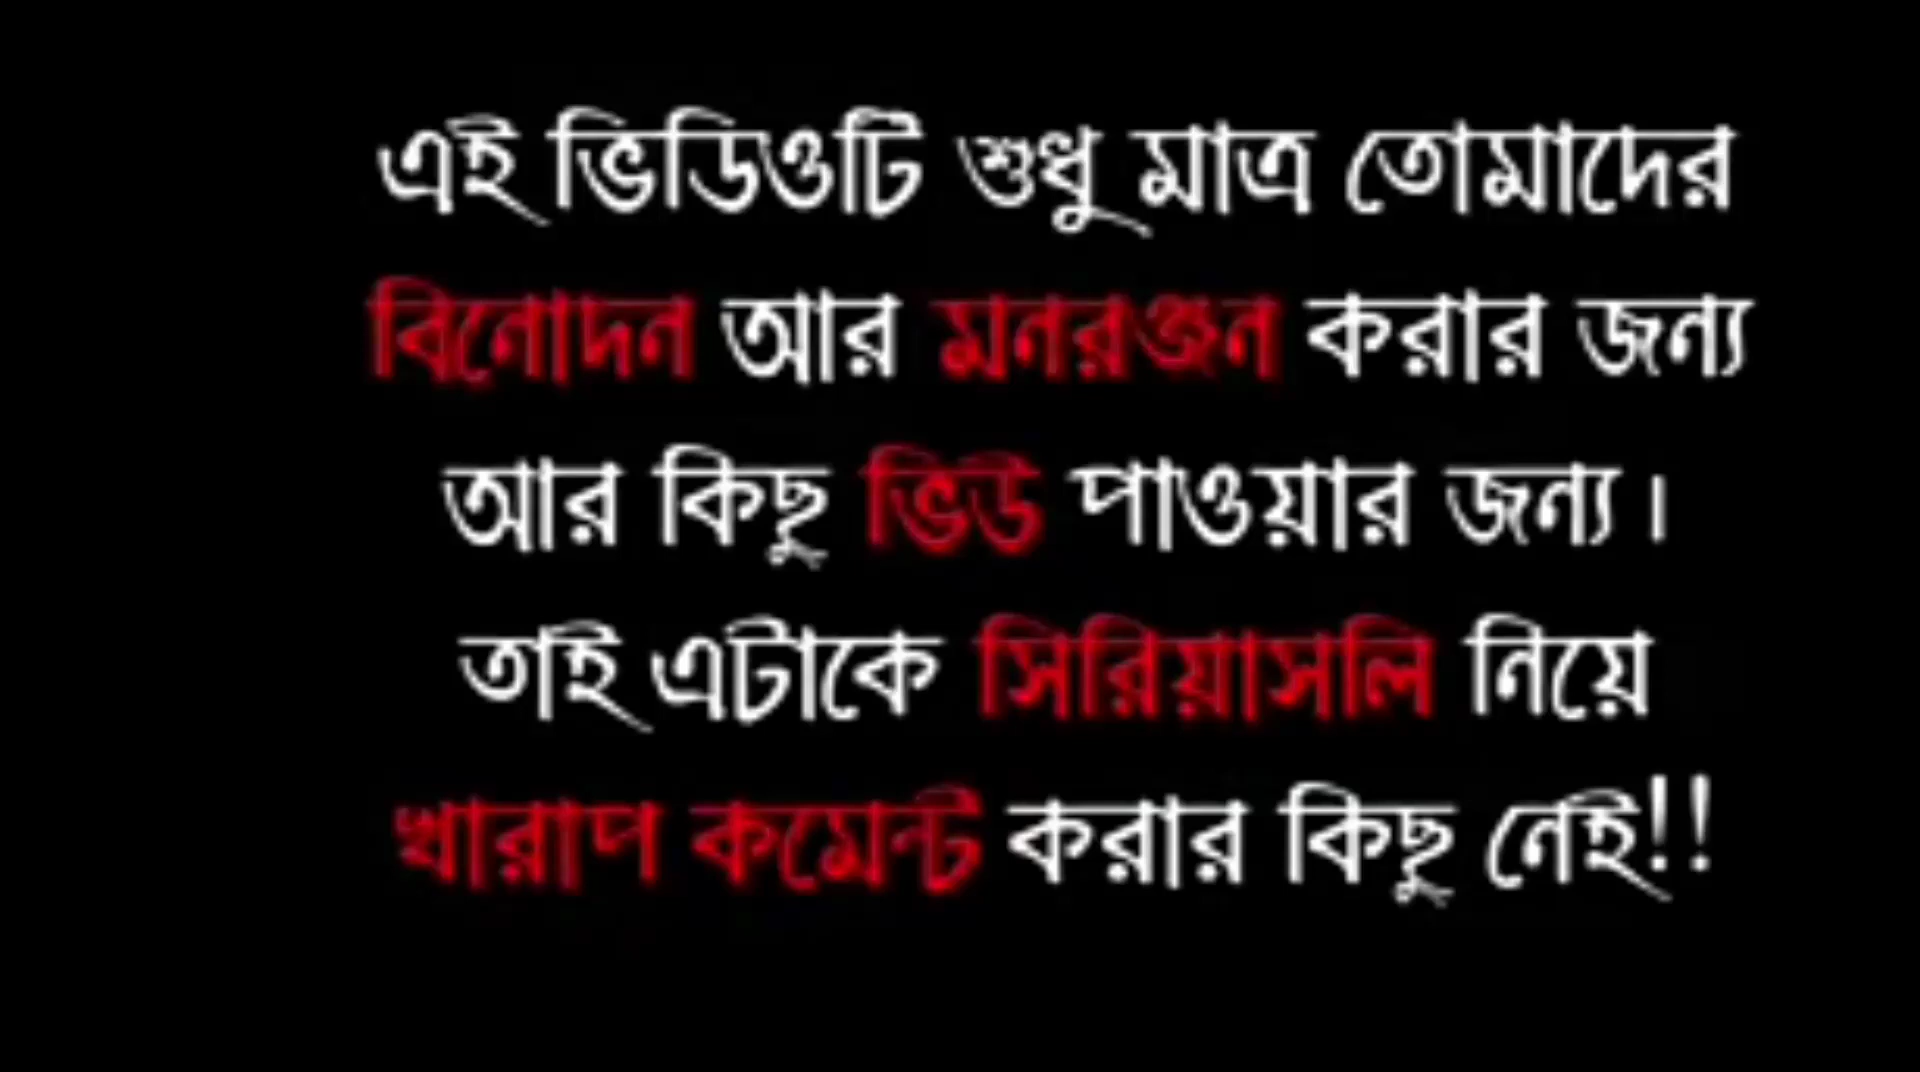 এই ভিডিওটি শুধু মাত্র তোমাদের
বিনোদন আর মনরঞ্জন করার জন্য
আর কিছু ভিউ পাওয়ার জন্য।
তাই এটাকে সিরিয়াসলি নিয়ে
খারাপ কমেন্ট করার কিছু নেই!!